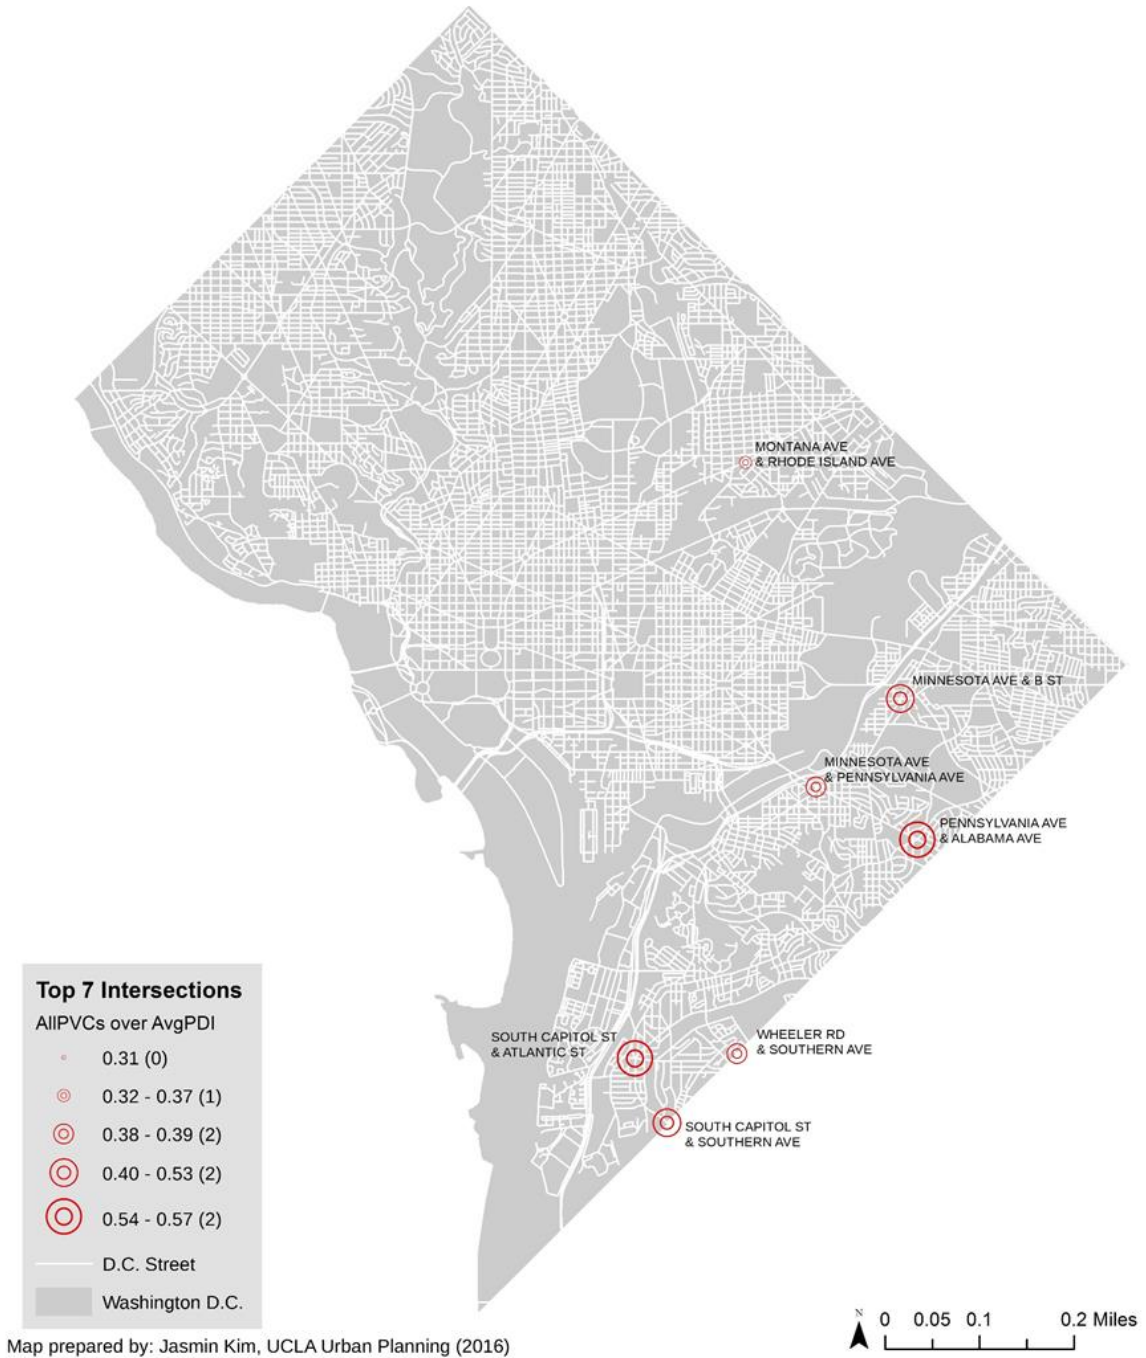 MONTANA AVE
& RHODE ISLAND AVE
MINNESOTA AVE & B ST
MINNESOTA AVE
& PENNSYLVANIA AVE
PENNSYLVANIA AVE
& ALABAMA AVE
SOUTH CAPITOL ST
& ATLANTIC ST
WHEELER RD
& SOUTHERN AVE
SOUTH CAPITOL ST
& SOUTHERN AVE
Top 7 Intersections
AllPVCs over AvgPDI
0.31 (0)
0.32 - 0.37 (1)
0.38 - 0.39 (2)
0.40 - 0.53 (2)
0.54 - 0.57 (2)
D.C. Street
Washington D.C.
N
0 0.05 0.1 0.2 Miles
Map prepared by: Jasmin Kim, UCLA Urban Planning (2016)